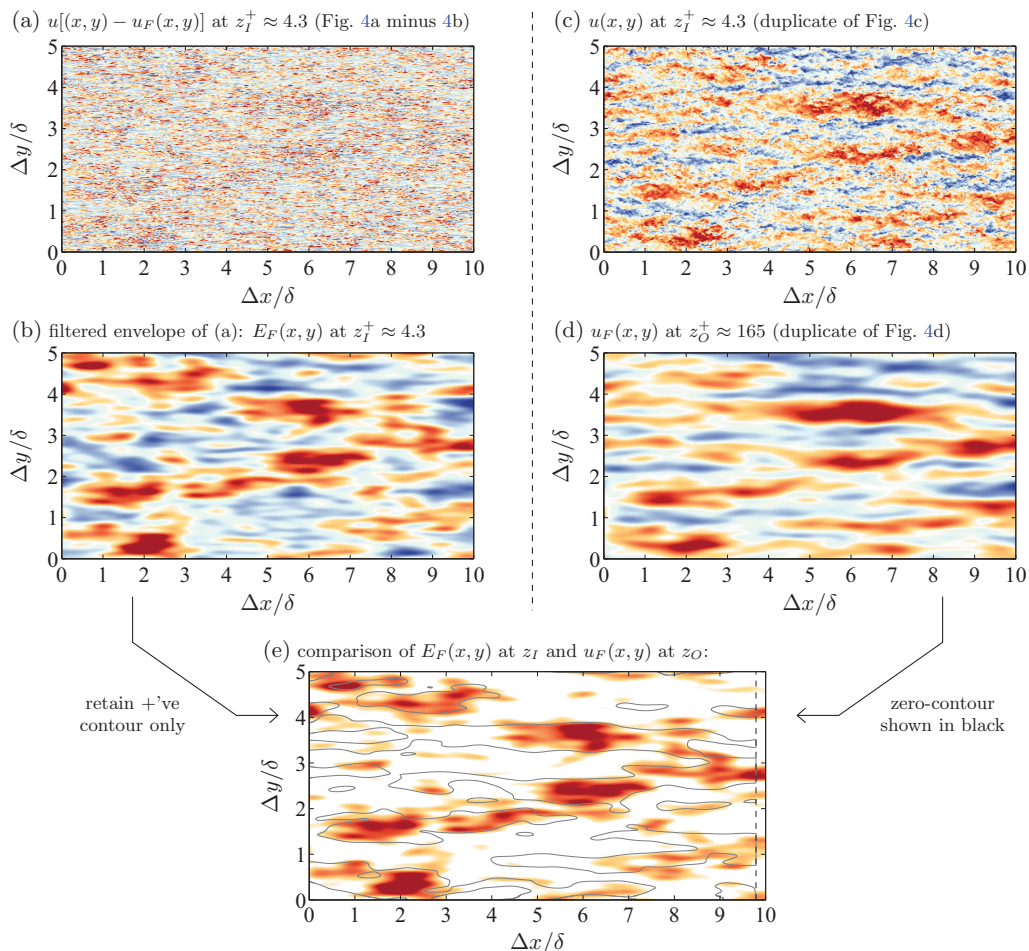 (a) u[(x, y) − u_F(x, y)] at z_I^+ ≈ 4.3 (Fig. 4a minus 4b)
5
4
3
2
1
0
Δy/δ
0 1 2 3 4 5 6 7 8 9 10
Δx/δ
(c) u(x, y) at z_I^+ ≈ 4.3 (duplicate of Fig. 4c)
5
4
3
2
1
0
Δy/δ
0 1 2 3 4 5 6 7 8 9 10
Δx/δ
(b) filtered envelope of (a): E_F(x, y) at z_I^+ ≈ 4.3
5
4
3
2
1
0
Δy/δ
0 1 2 3 4 5 6 7 8 9 10
Δx/δ
(d) u_F(x, y) at z_O^+ ≈ 165 (duplicate of Fig. 4d)
5
4
3
2
1
0
Δy/δ
0 1 2 3 4 5 6 7 8 9 10
Δx/δ
(e) comparison of E_F(x, y) at z_I and u_F(x, y) at z_O:
retain +'ve
contour only
zero-contour
shown in black
5
4
3
2
1
0
Δy/δ
0 1 2 3 4 5 6 7 8 9 10
Δx/δ